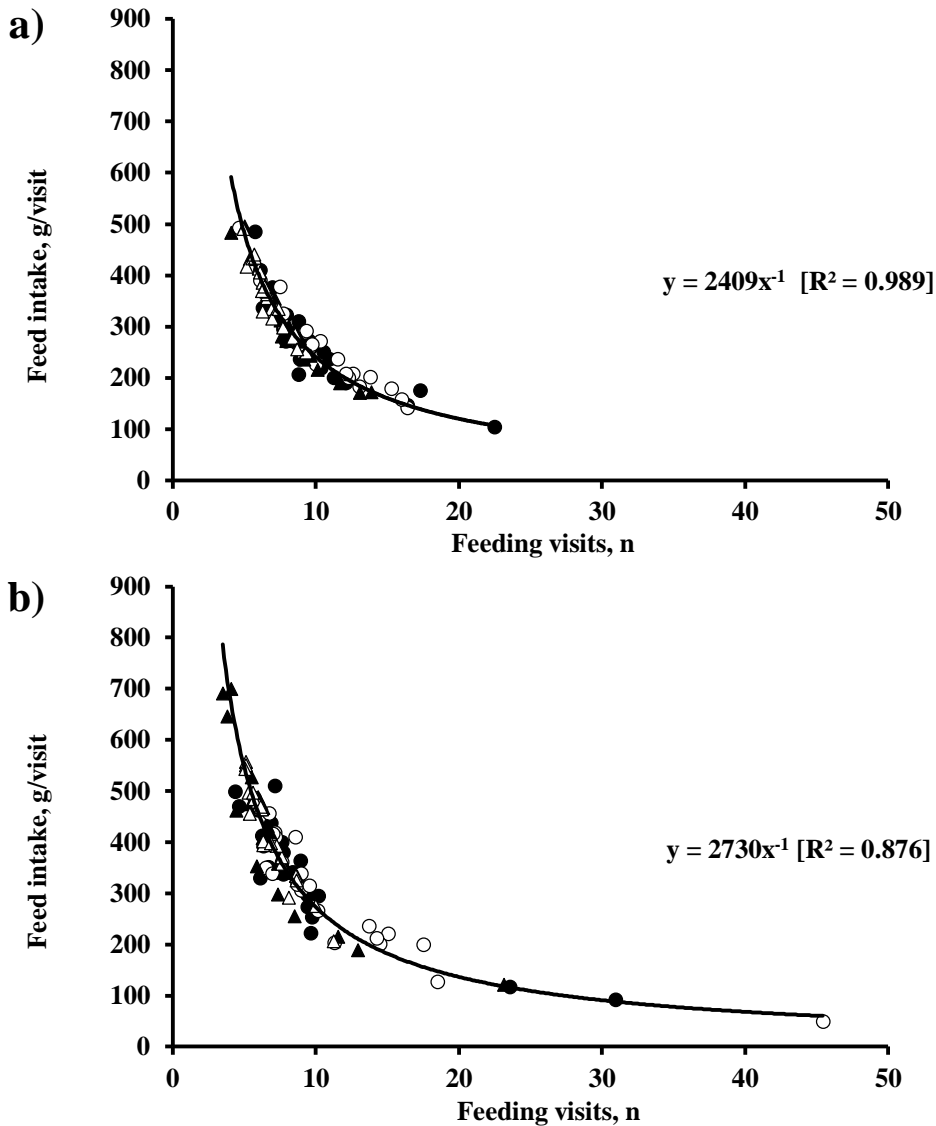 a)
900
800
700
600
500
400
300
200
100
0
Feed intake, g/visit
y = 2409x⁻¹ [R² = 0.989]
0 10 20 30 40 50
Feeding visits, n
b)
900
800
700
600
500
400
300
200
100
0
Feed intake, g/visit
y = 2730x⁻¹ [R² = 0.876]
0 10 20 30 40 50
Feeding visits, n